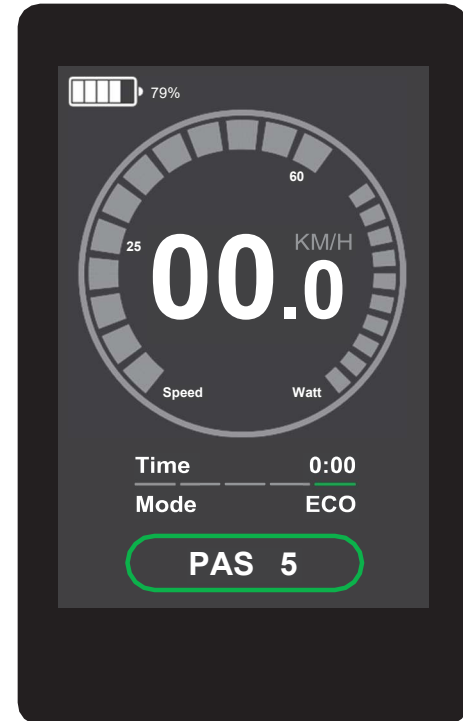 79%
60
25
KM/H
00.0
Speed Watt
Time 0:00
Mode ECO
PAS 5